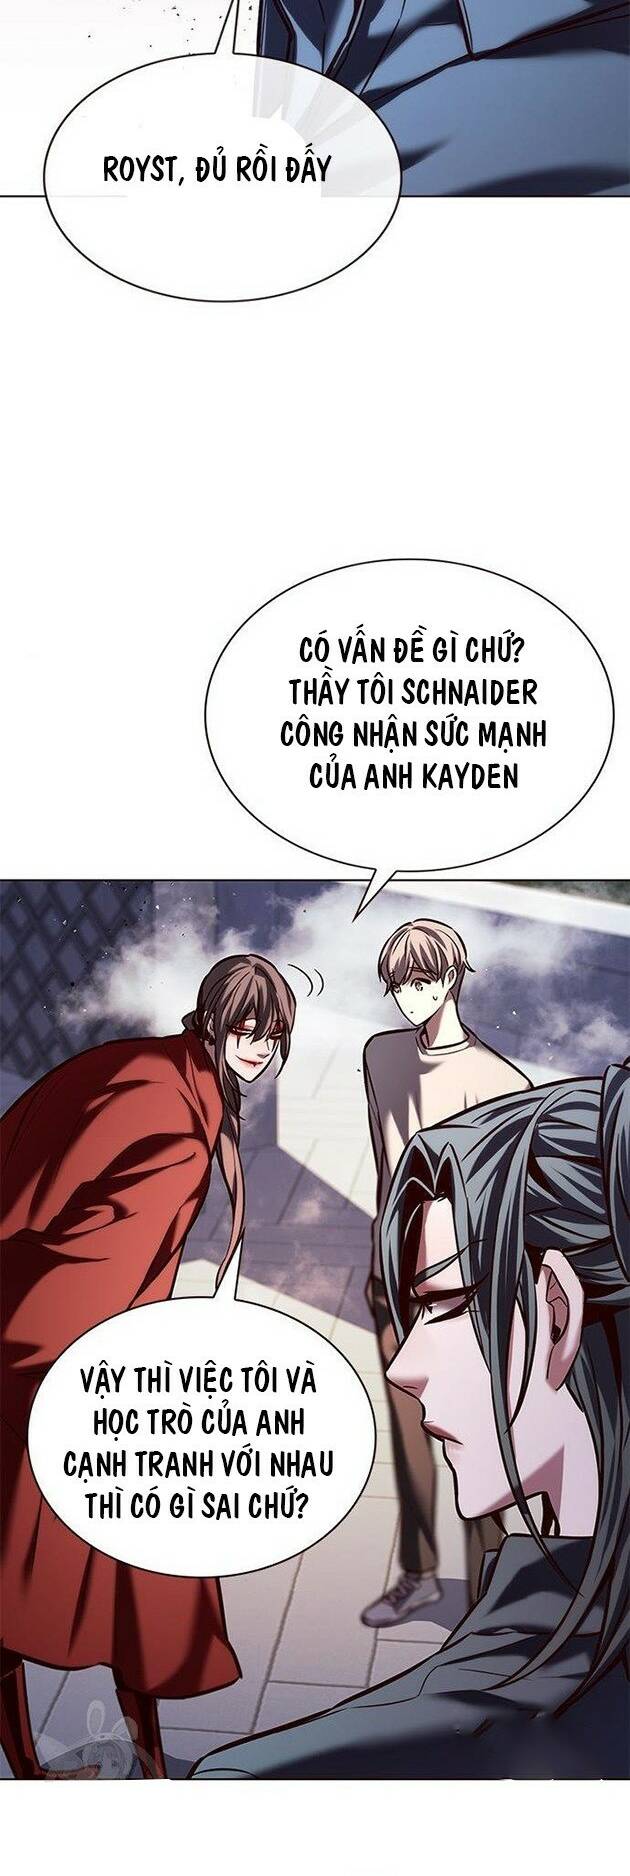 ROYST, ĐỦ RỒI ĐẤY
CÓ VẤN ĐỀ GÌ CHỨ?
THẦY TÔI SCHNAIDER
CÔNG NHẬN SỨC MẠNH
CỦA ANH KAYDEN
VẬY THÌ VIỆC TÔI VÀ
HỌC TRÒ CỦA ANH
CẠNH TRANH VỚI NHAU
THÌ CÓ GÌ SAI CHỨ?